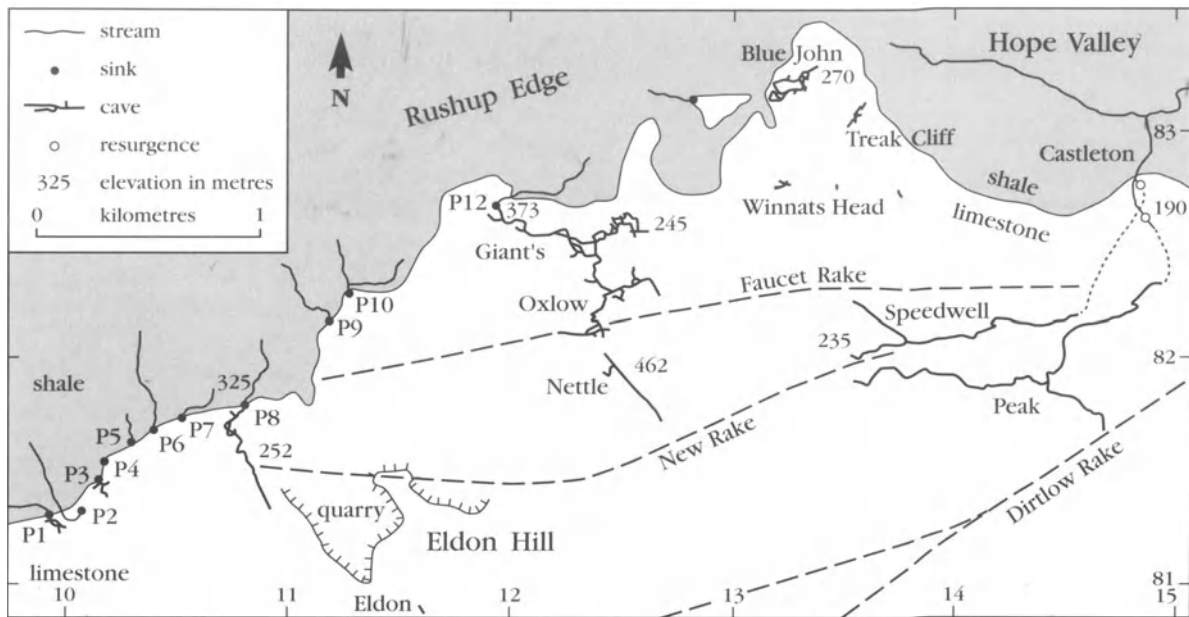 stream
sink
cave
resurgence
325 elevation in metres
0 kilometres 1
N
Rushup Edge
Blue John
270
Hope Valley
Treak Cliff
Castleton
83
shale
limestone
Winnats Head
190
P12
373
Giant's
245
P10
P9
Oxlow
Faucet Rake
Speedwell
235
82
Nettle
462
Peak
shale
325
P8
P7
P6
P5
P4
P3
P2
P1
252
New Rake
Dirtlow Rake
quarry
Eldon Hill
limestone
Eldon
81
10
11
12
13
14
15